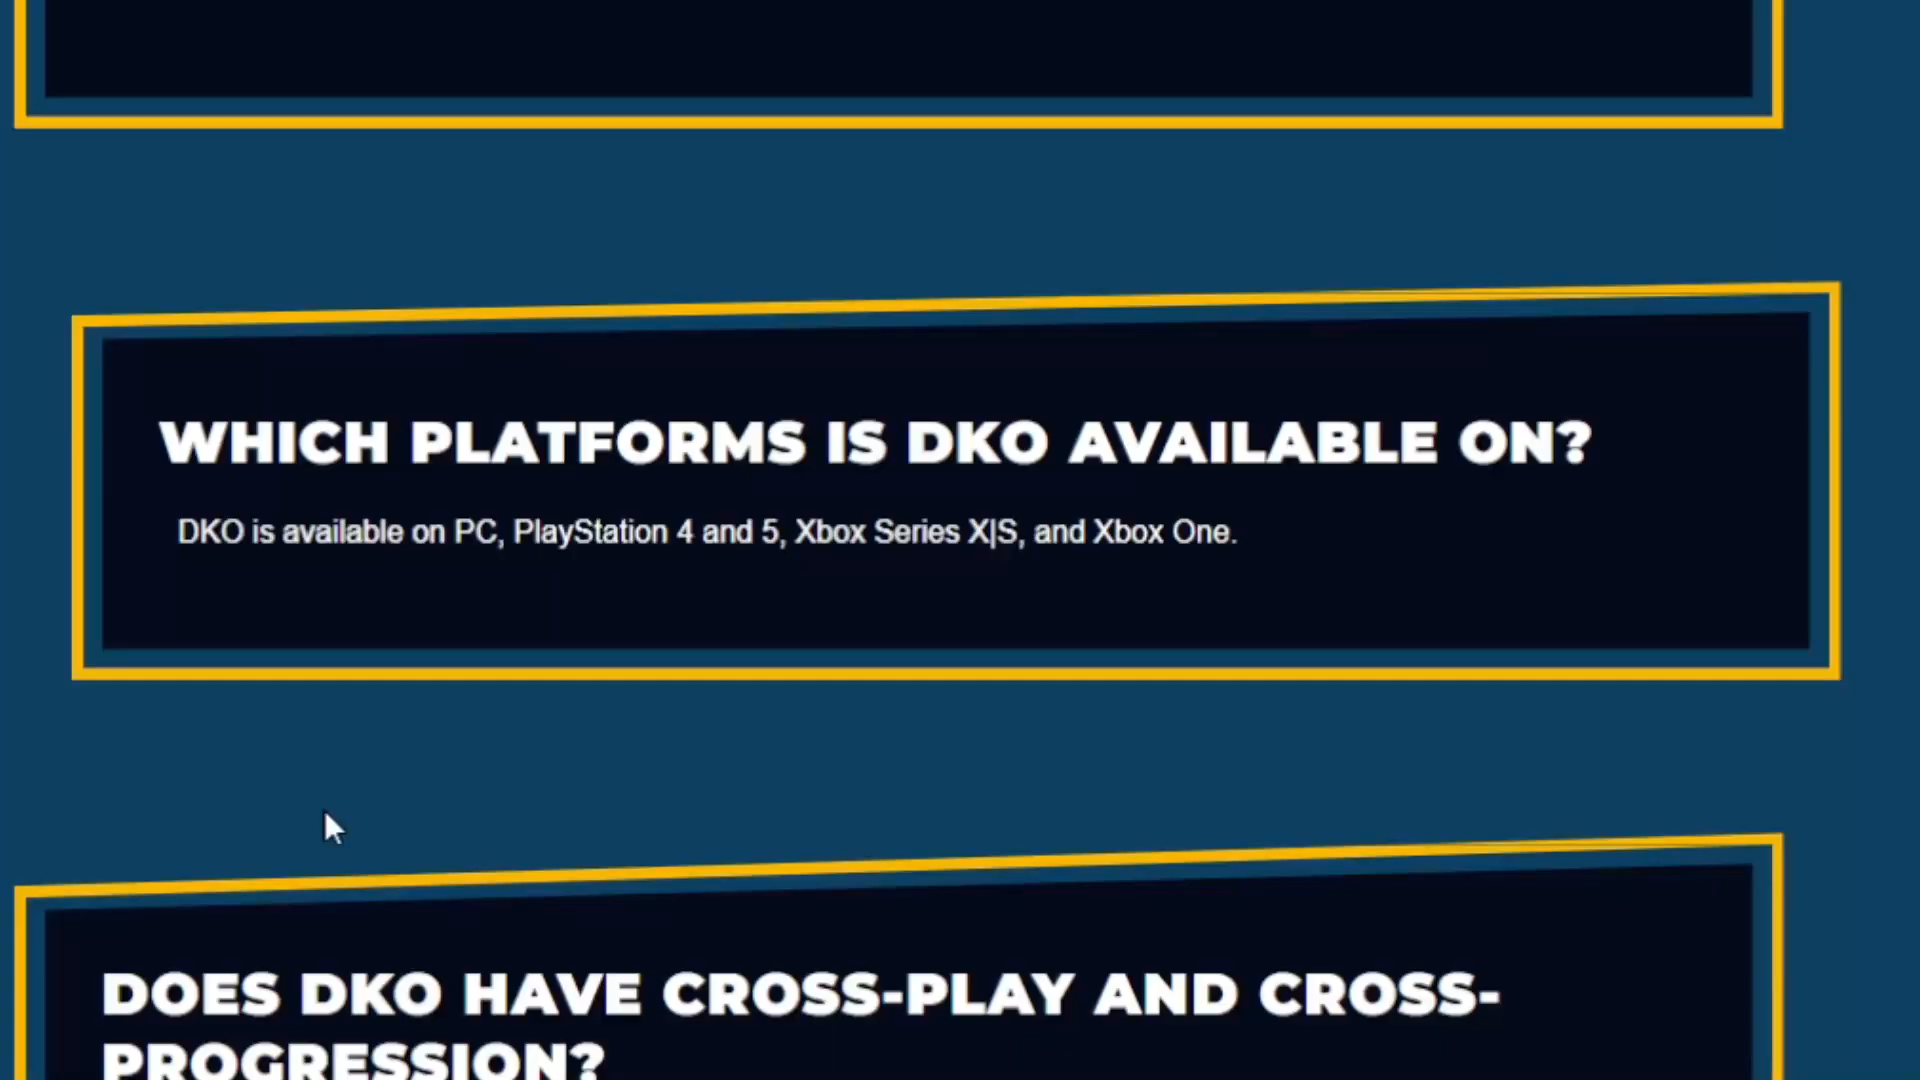 WHICH PLATFORMS IS DKO AVAILABLE ON?
DKO is available on PC, PlayStation 4 and 5, Xbox Series X|S, and Xbox One.
DOES DKO HAVE CROSS-PLAY AND CROSS-
PROGRESSION?